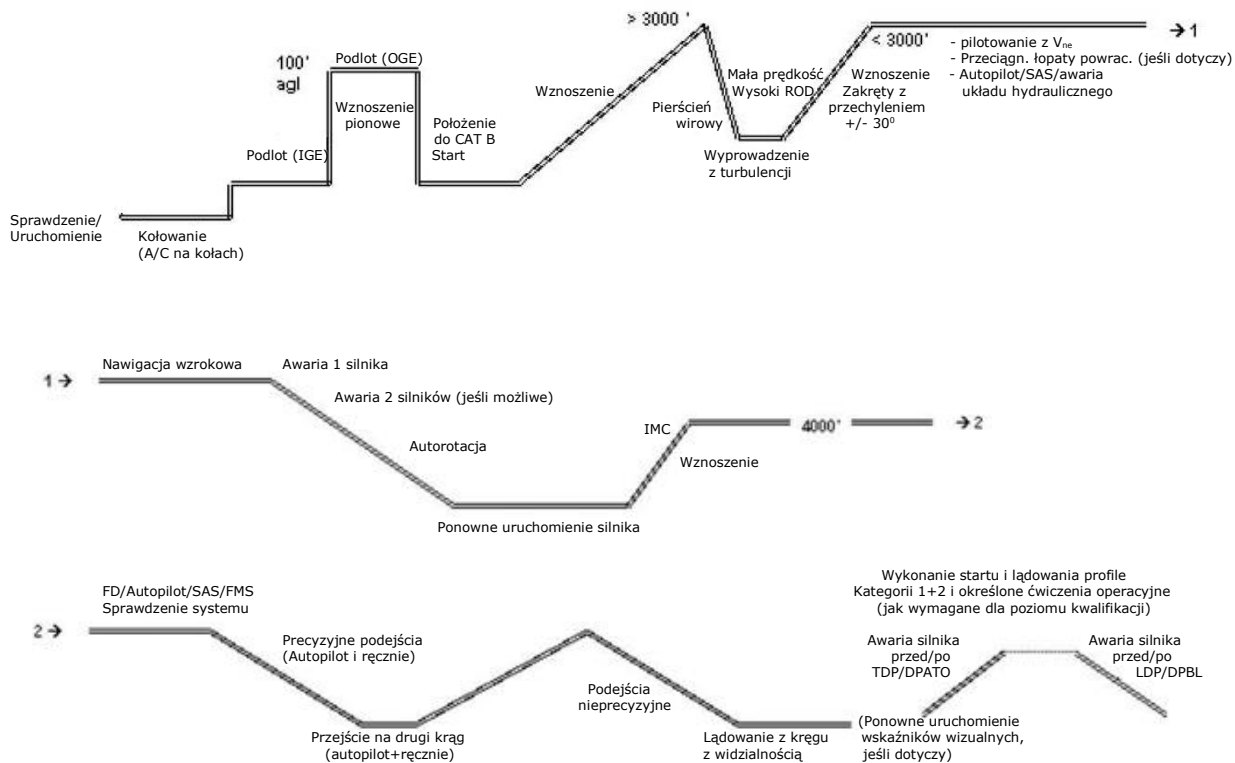 > 3000 '
→ 1
100'
agl
Podlot (OGE)
Wznoszenie
pionowe
Podlot (IGE)
Położenie
do CAT B
Start
Wznoszenie
Pierścień
wirowy
Mała prędkość
Wysoki ROD
Wyprowadzenie
z turbulencji
< 3000'
Wznoszenie
Zakręty z
przechyleniem
+/- 30⁰
- pilotowanie z Vne
- Przeciągn. łopaty powrac. (jeśli dotyczy)
- Autopilot/SAS/awaria
układu hydraulicznego
Sprawdzenie/
Uruchomienie
Kołowanie
(A/C na kołach)
1 →
Nawigacja wzrokowa
Awaria 1 silnika
Awaria 2 silników (jeśli możliwe)
Autorotacja
Ponowne uruchomienie silnika
IMC
Wznoszenie
4000'
→ 2
2 →
FD/Autopilot/SAS/FMS
Sprawdzenie systemu
Precyzyjne podejścia
(Autopilot i ręcznie)
Przejście na drugi krąg
(autopilot+ręcznie)
Podejścia
nieprecyzyjne
Lądowanie z kręgu
z widzialnością
Wykonanie startu i lądowania profile
Kategorii 1+2 i określone ćwiczenia operacyjne
(jak wymagane dla poziomu kwalifikacji)
Awaria silnika
przed/po
TDP/DPATO
Awaria silnika
przed/po
LDP/DPBL
(Ponowne uruchomienie
wskaźników wizualnych,
jeśli dotyczy)